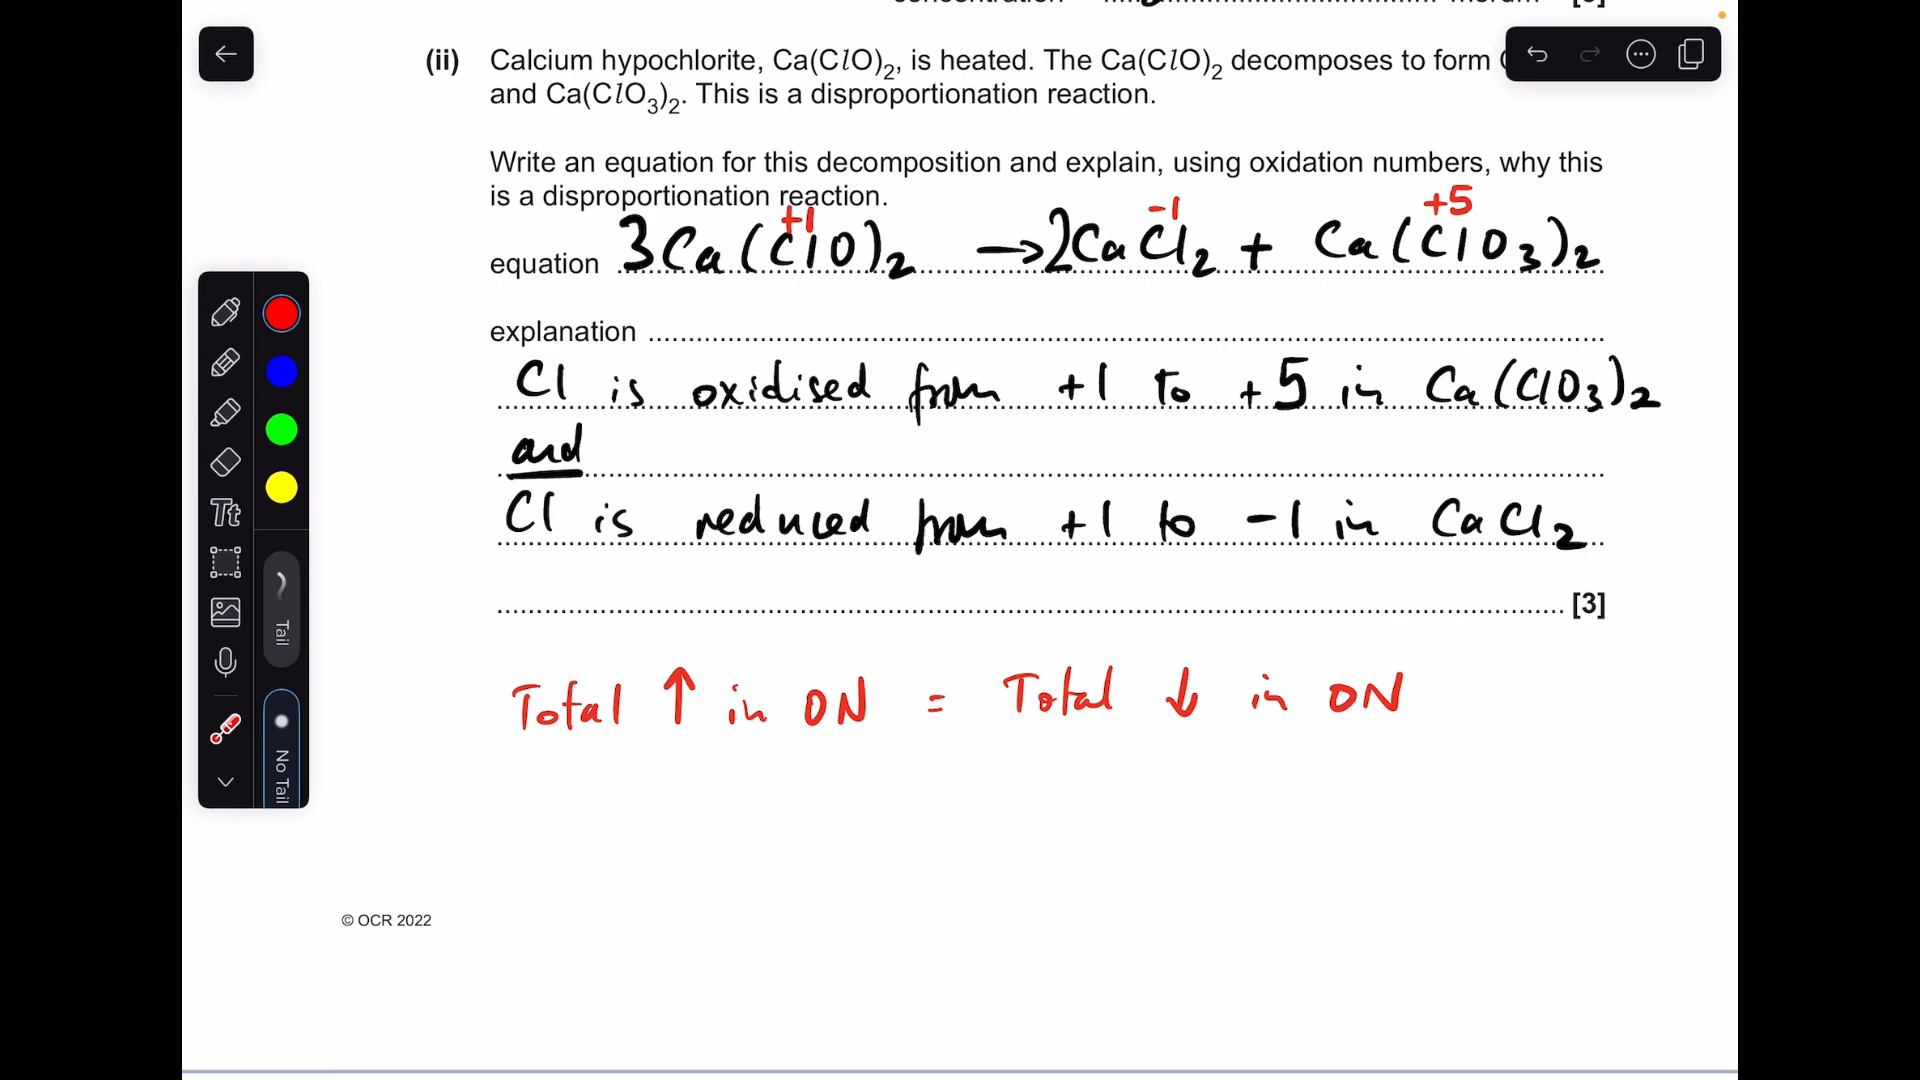 [3]
(ii) Calcium hypochlorite, Ca(ClO)₂, is heated. The Ca(ClO)₂ decomposes to form
and Ca(ClO₃)₂. This is a disproportionation reaction.
Write an equation for this decomposition and explain, using oxidation numbers, why this
is a disproportionation reaction.
+1 -1 +5
equation 3Ca(ClO)₂ → 2CaCl₂ + Ca(ClO₃)₂
explanation
Cl is oxidised from +1 to +5 in Ca(ClO₃)₂
and
Cl is reduced from +1 to -1 in CaCl₂
[3]
Total ↑ in ON = Total ↓ in ON
© OCR 2022
Tt
Tail
No Tail